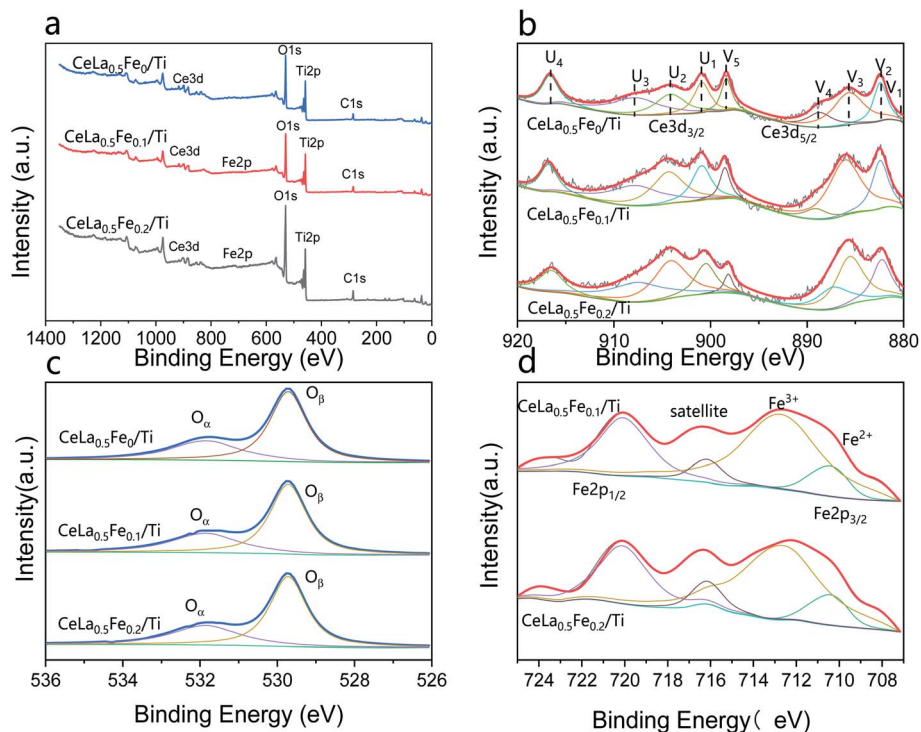 a
CeLa0.5Fe0/Ti
Ce3d
O1s
Ti2p
C1s
CeLa0.5Fe0.1/Ti
Ce3d
Fe2p
O1s
Ti2p
C1s
CeLa0.5Fe0.2/Ti
Ce3d
Fe2p
O1s
Ti2p
C1s
Intensity (a.u.)
1400 1200 1000 800 600 400 200 0
Binding Energy (eV)
b
U4 U3 U2 U1 V5 V4 V3 V2 V1
CeLa0.5Fe0/Ti
Ce3d3/2
Ce3d5/2
CeLa0.5Fe0.1/Ti
CeLa0.5Fe0.2/Ti
Intensity (a.u.)
920 910 900 890 880
Binding Energy (eV)
c
Oα
Oβ
CeLa0.5Fe0/Ti
Oα
Oβ
CeLa0.5Fe0.1/Ti
Oα
Oβ
CeLa0.5Fe0.2/Ti
Intensity(a.u.)
536 534 532 530 528 526
Binding Energy (eV)
d
CeLa0.5Fe0.1/Ti
satellite
Fe3+
Fe2+
Fe2p1/2
Fe2p3/2
CeLa0.5Fe0.2/Ti
Intensity(a.u.)
724 722 720 718 716 714 712 710 708
Binding Energy( eV)